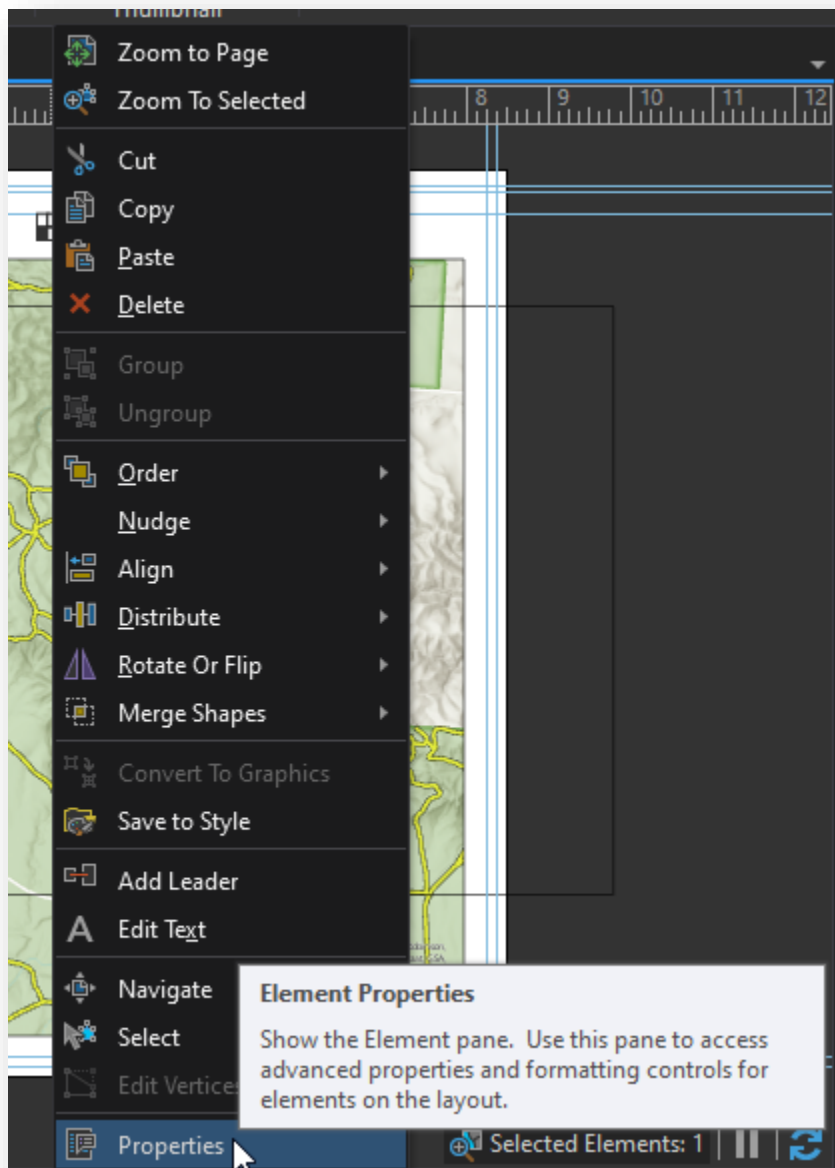 Thumbnail
Zoom to Page
Zoom To Selected
8 9 10 11 12
Cut
Copy
Paste
Delete
Group
Ungroup
Order
Nudge
Align
Distribute
Rotate Or Flip
Merge Shapes
Convert To Graphics
Save to Style
Add Leader
Edit Text
Navigate
Select
Edit Vertices
Properties
Element Properties
Show the Element pane. Use this pane to access
advanced properties and formatting controls for
elements on the layout.
Selected Elements: 1